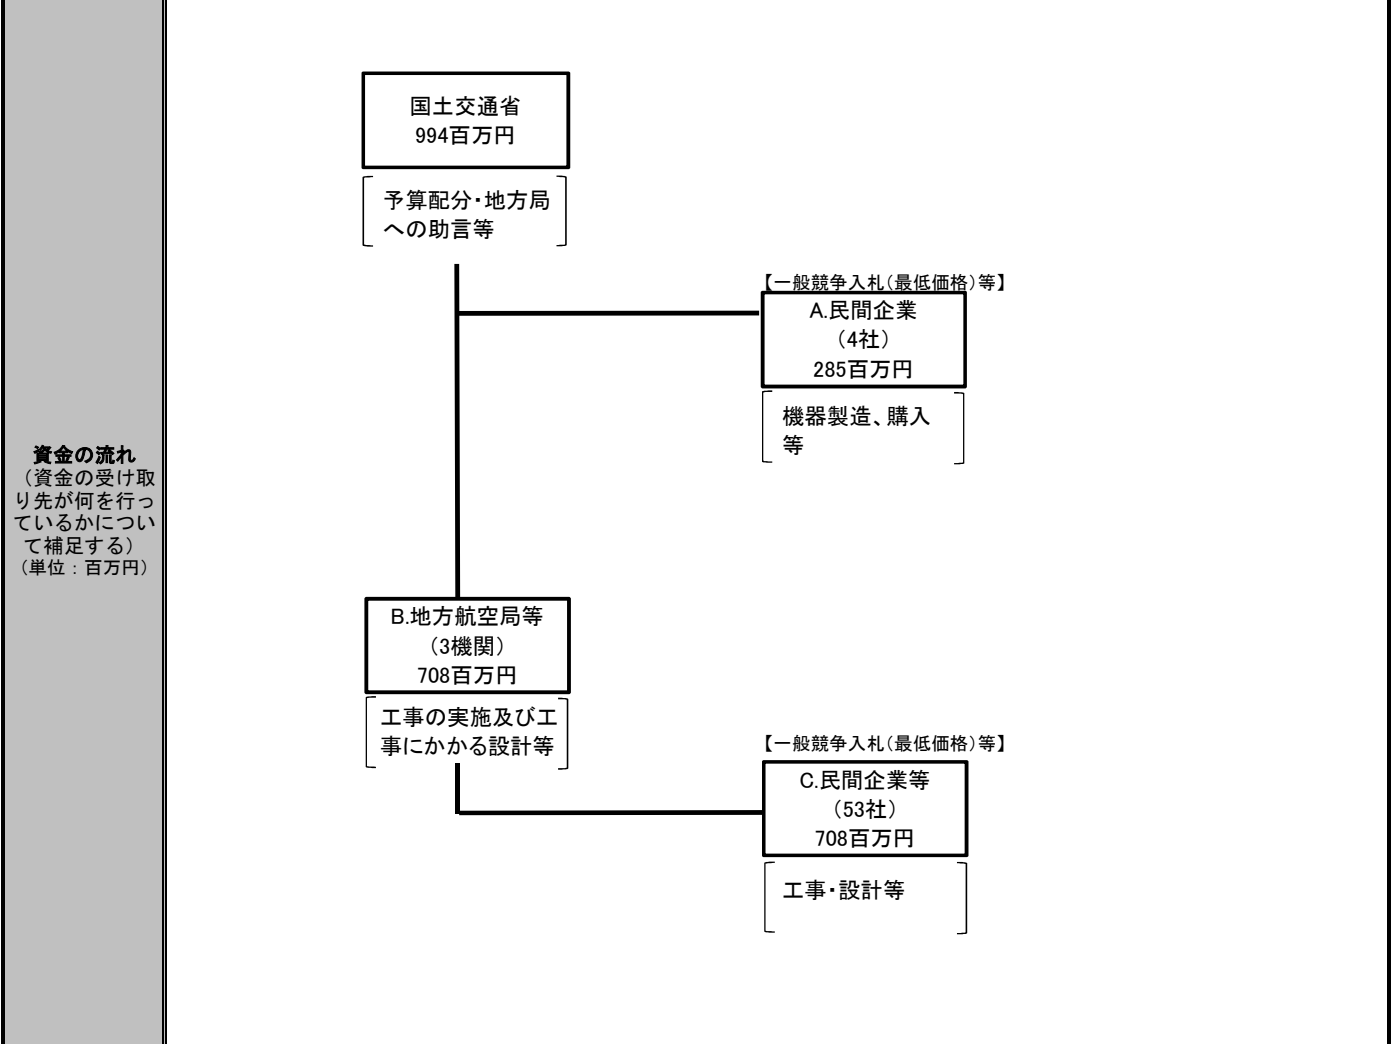 資金の流れ
（資金の受け取
り先が何を行っ
ているかについ
て補足する）
（単位：百万円）
国土交通省
994百万円
予算配分・地方局
への助言等
【一般競争入札（最低価格）等】
A.民間企業
（4社）
285百万円
機器製造、購入
等
B.地方航空局等
（3機関）
708百万円
工事の実施及び工
事にかかる設計等
【一般競争入札（最低価格）等】
C.民間企業等
（53社）
708百万円
工事・設計等